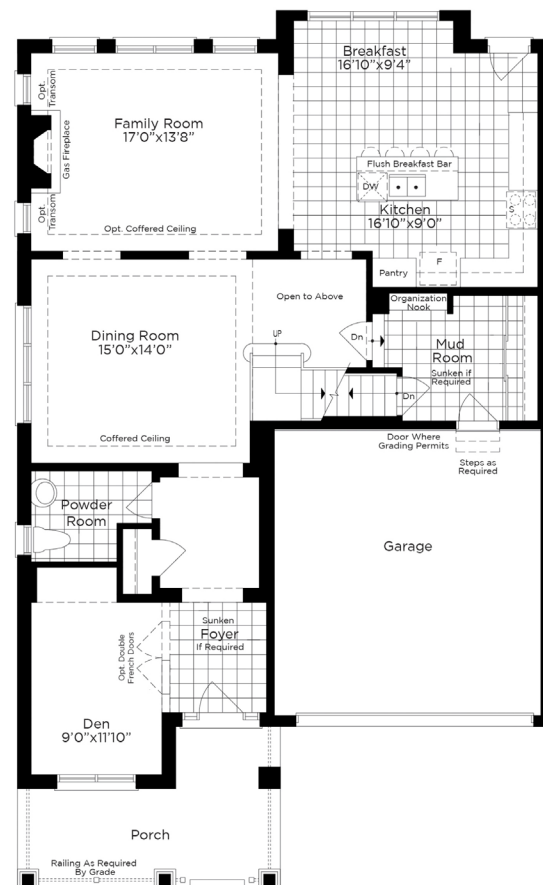 Breakfast
16'10"x9'4"
Opt.
Transom
Family Room
17'0"x13'8"
Gas Fireplace
Flush Breakfast Bar
DW
Kitchen
16'10"x9'0"
S
Opt.
Transom
Opt. Coffered Ceiling
F
Pantry
Open to Above
Organization
Nook
Dining Room
15'0"x14'0"
UP
Dn
Mud
Room
Sunken if
Required
Dn
Coffered Ceiling
Door Where
Grading Permits
Steps as
Required
Powder
Room
Garage
Sunken
Foyer
If Required
Opt. Double
French Doors
Den
9'0"x11'10"
Porch
Railing As Required
By Grade